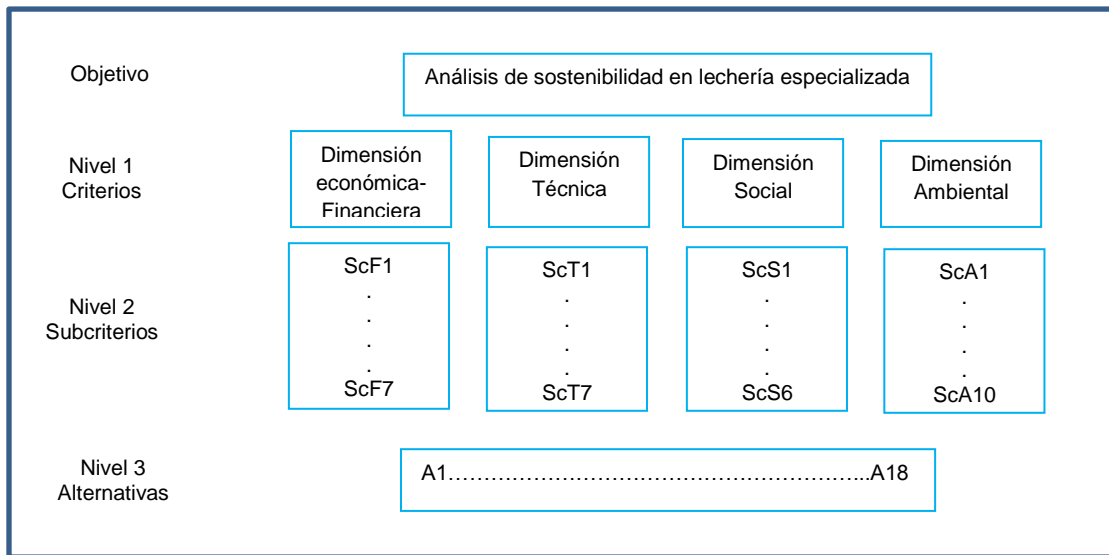 Objetivo
Análisis de sostenibilidad en lechería especializada
Nivel 1
Criterios
Dimensión
económica-
Financiera
Dimensión
Técnica
Dimensión
Social
Dimensión
Ambiental
Nivel 2
Subcriterios
ScF1
.
.
.
.
ScF7
ScT1
.
.
.
.
ScT7
ScS1
.
.
.
.
ScS6
ScA1
.
.
.
.
ScA10
Nivel 3
Alternativas
A1…………………………………………………...A18